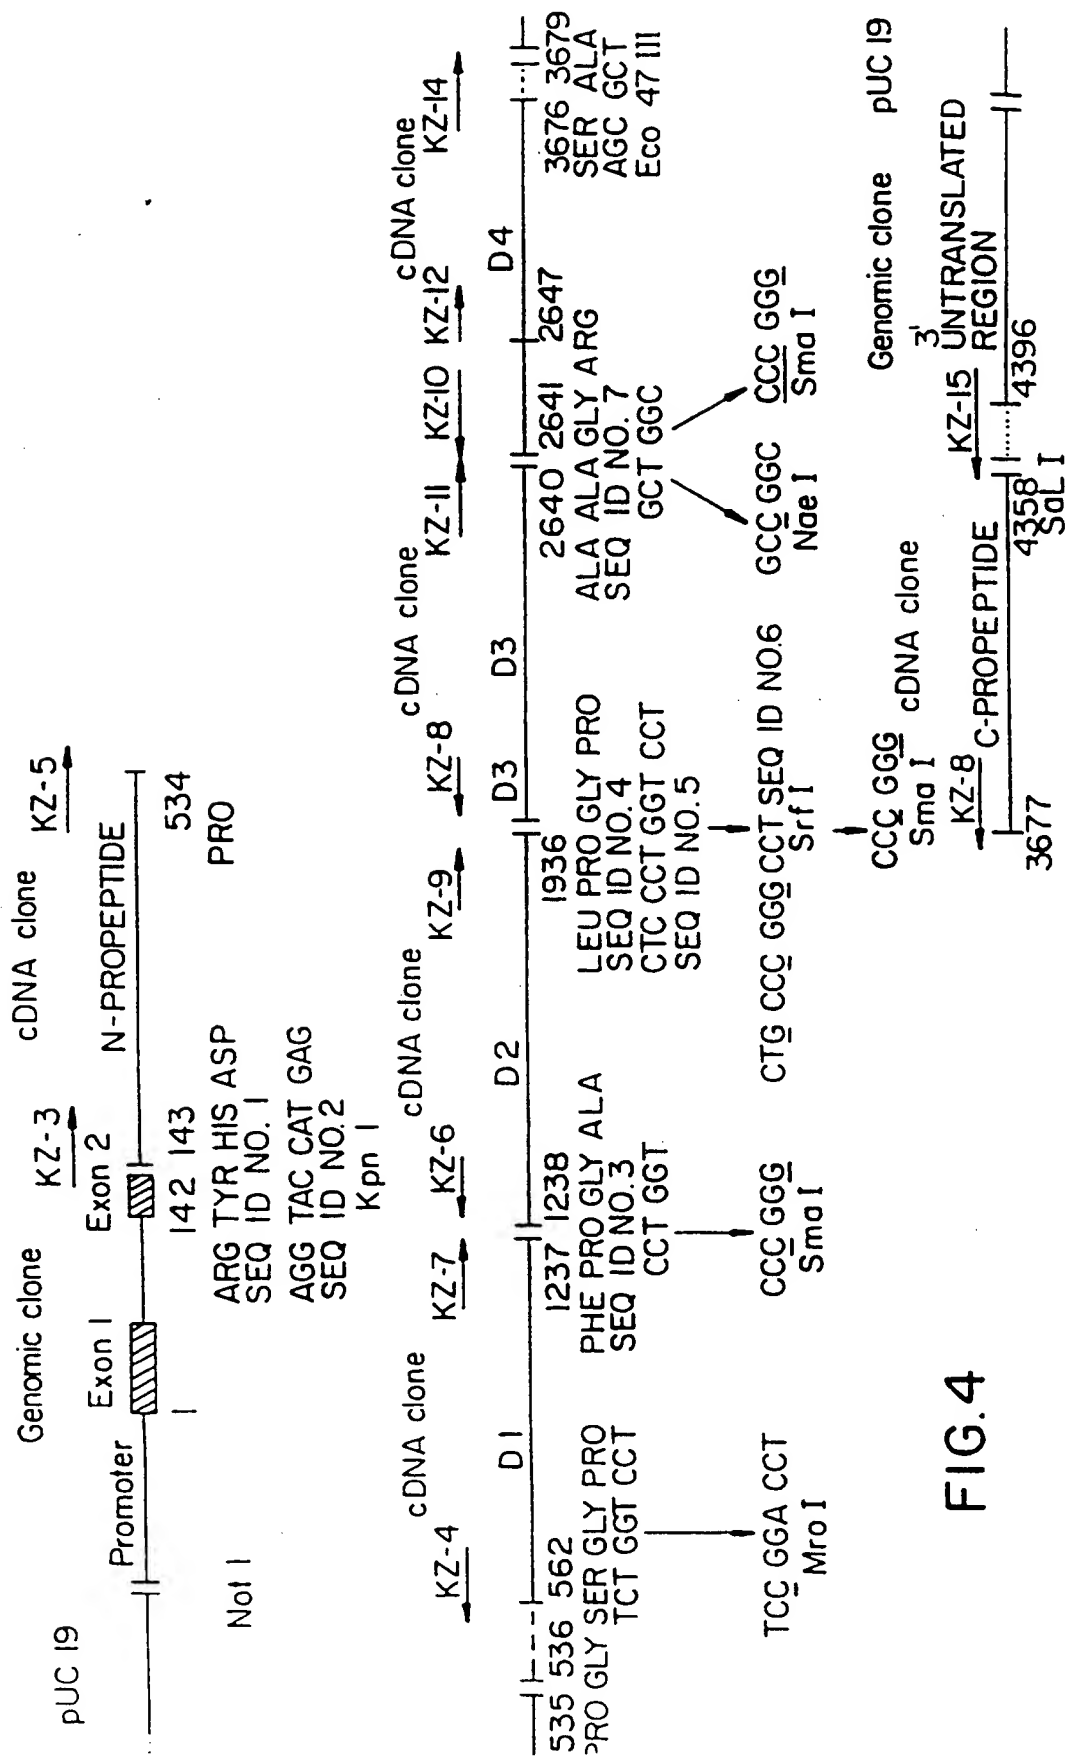 pUC 19
Genomic clone
cDNA clone
Promoter
Exon 1
Exon 2
KZ-3
N-PROPEPTIDE
KZ-5
Not 1
1
142 143
534
ARG TYR HIS ASP
SEQ ID NO. 1
AGG TAC CAT GAG
SEQ ID NO. 2
Kpn 1
PRO
cDNA clone
cDNA clone
cDNA clone
cDNA clone
KZ-4
KZ-7
KZ-6
KZ-9
KZ-8
KZ-11
KZ-10
KZ-12
KZ-14
D1
D2
D3
D3
D4
535 536 562
1237 1238
1936
2640 2641
2647
3676 3679
PRO GLY SER GLY PRO
TCT GGT CCT
PHE PRO GLY ALA
SEQ ID NO. 3
CCT GGT
LEU PRO GLY PRO
SEQ ID NO. 4
CTC CCT GGT CCT
SEQ ID NO. 5
ALA ALA ALA GLY ARG
SEQ ID NO. 7
GCT GGC
SER ALA
AGC GCT
Eco 47 III
TCC GGA CCT
Mro I
CCC GGG
Sma I
CTG CCC GGG CCT SEQ ID NO.6
Srf I
GCC GGC
Nae I
CCC GGG
Sma I
CCC GGG
Sma I
cDNA clone
Genomic clone
pUC 19
KZ-8
C-PROPEPTIDE
KZ-15
3'
UNTRANSLATED
REGION
3677
4358
4396
SaL I
FIG. 4